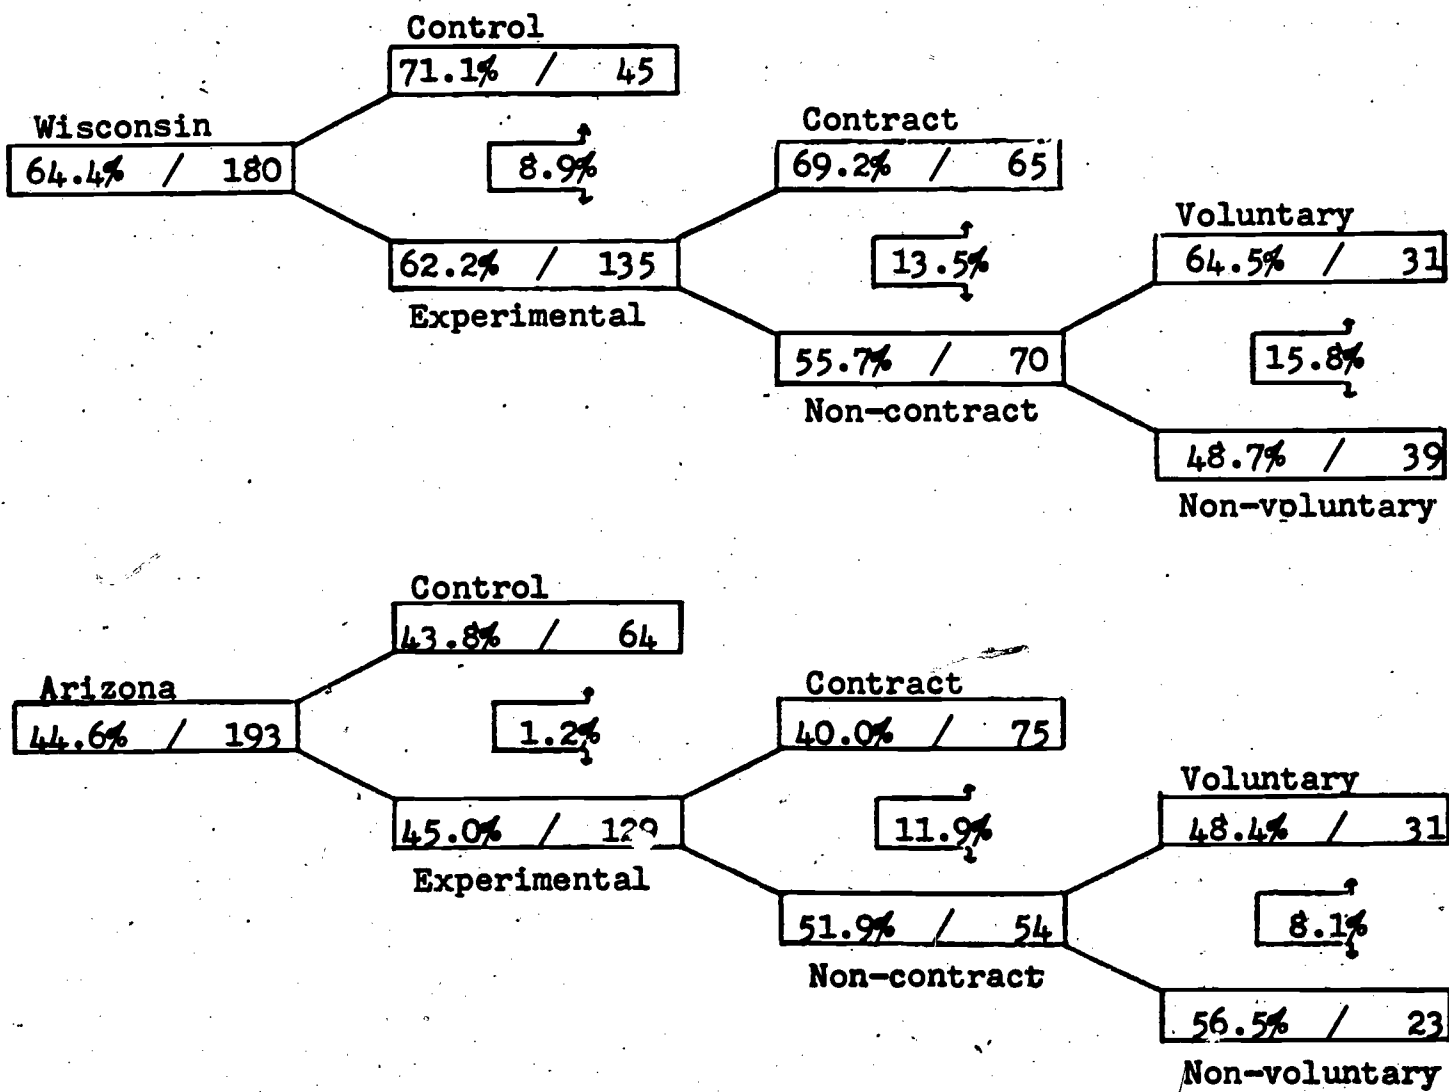 Control
71.1% / 45
Wisconsin
64.4% / 180
8.9%
Contract
69.2% / 65
62.2% / 135
Experimental
13.5%
Voluntary
64.5% / 31
55.7% / 70
Non-contract
15.8%
48.7% / 39
Non-voluntary
Control
43.8% / 64
Arizona
44.6% / 193
1.2%
Contract
40.0% / 75
45.0% / 129
Experimental
11.9%
Voluntary
48.4% / 31
51.9% / 54
Non-contract
8.1%
56.5% / 23
Non-voluntary